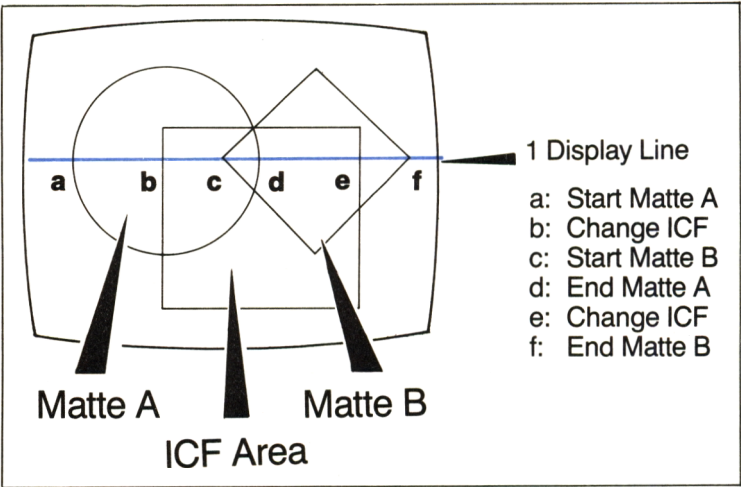 1 Display Line
a b c d e f
a: Start Matte A
b: Change ICF
c: Start Matte B
d: End Matte A
e: Change ICF
f: End Matte B
Matte A
Matte B
ICF Area